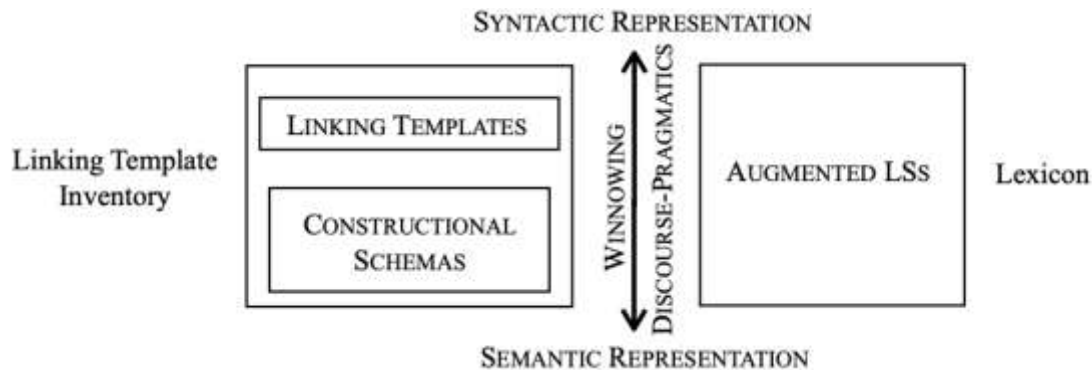 SYNTACTIC REPRESENTATION
Linking Template
Inventory
LINKING TEMPLATES
CONSTRUCTIONAL
SCHEMAS
WINNOWING
DISCOURSE-PRAGMATICS
AUGMENTED LSs
Lexicon
SEMANTIC REPRESENTATION